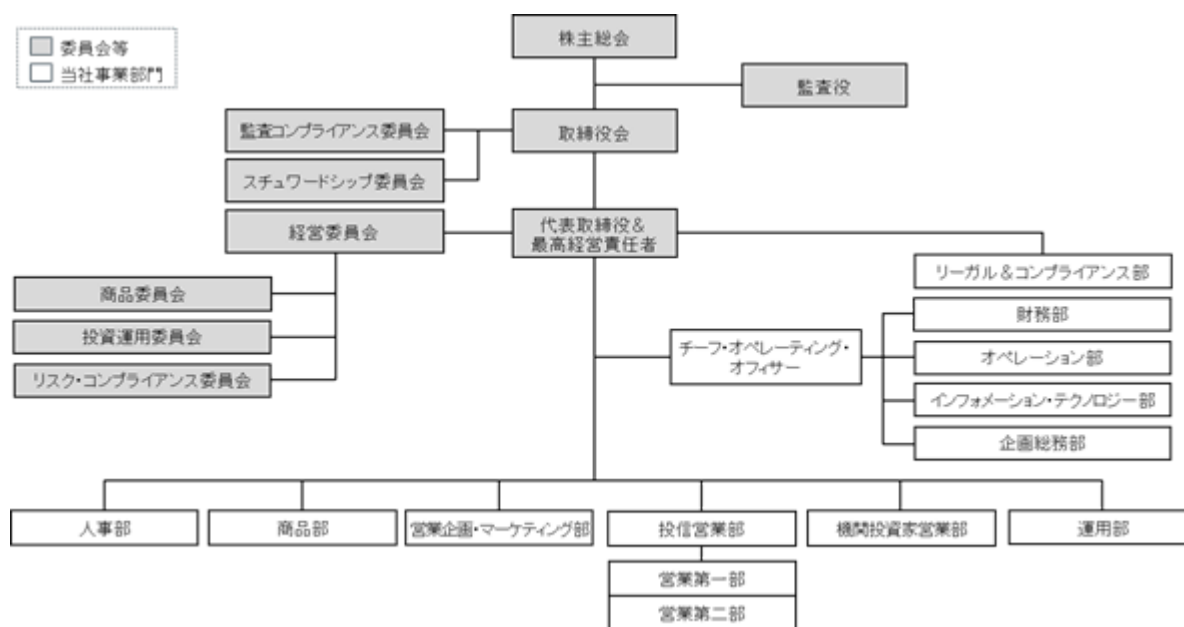 委員会等
当社事業部門
株主総会
監査役
監査コンプライアンス委員会
取締役会
スチュワードシップ委員会
経営委員会
代表取締役&
最高経営責任者
リーガル&コンプライアンス部
商品委員会
財務部
投資運用委員会
チーフ・オペレーティング・
オフィサー
オペレーション部
リスク・コンプライアンス委員会
インフォメーション・テクノロジー部
企画総務部
人事部
商品部
営業企画・マーケティング部
投信営業部
機関投資家営業部
運用部
営業第一部
営業第二部